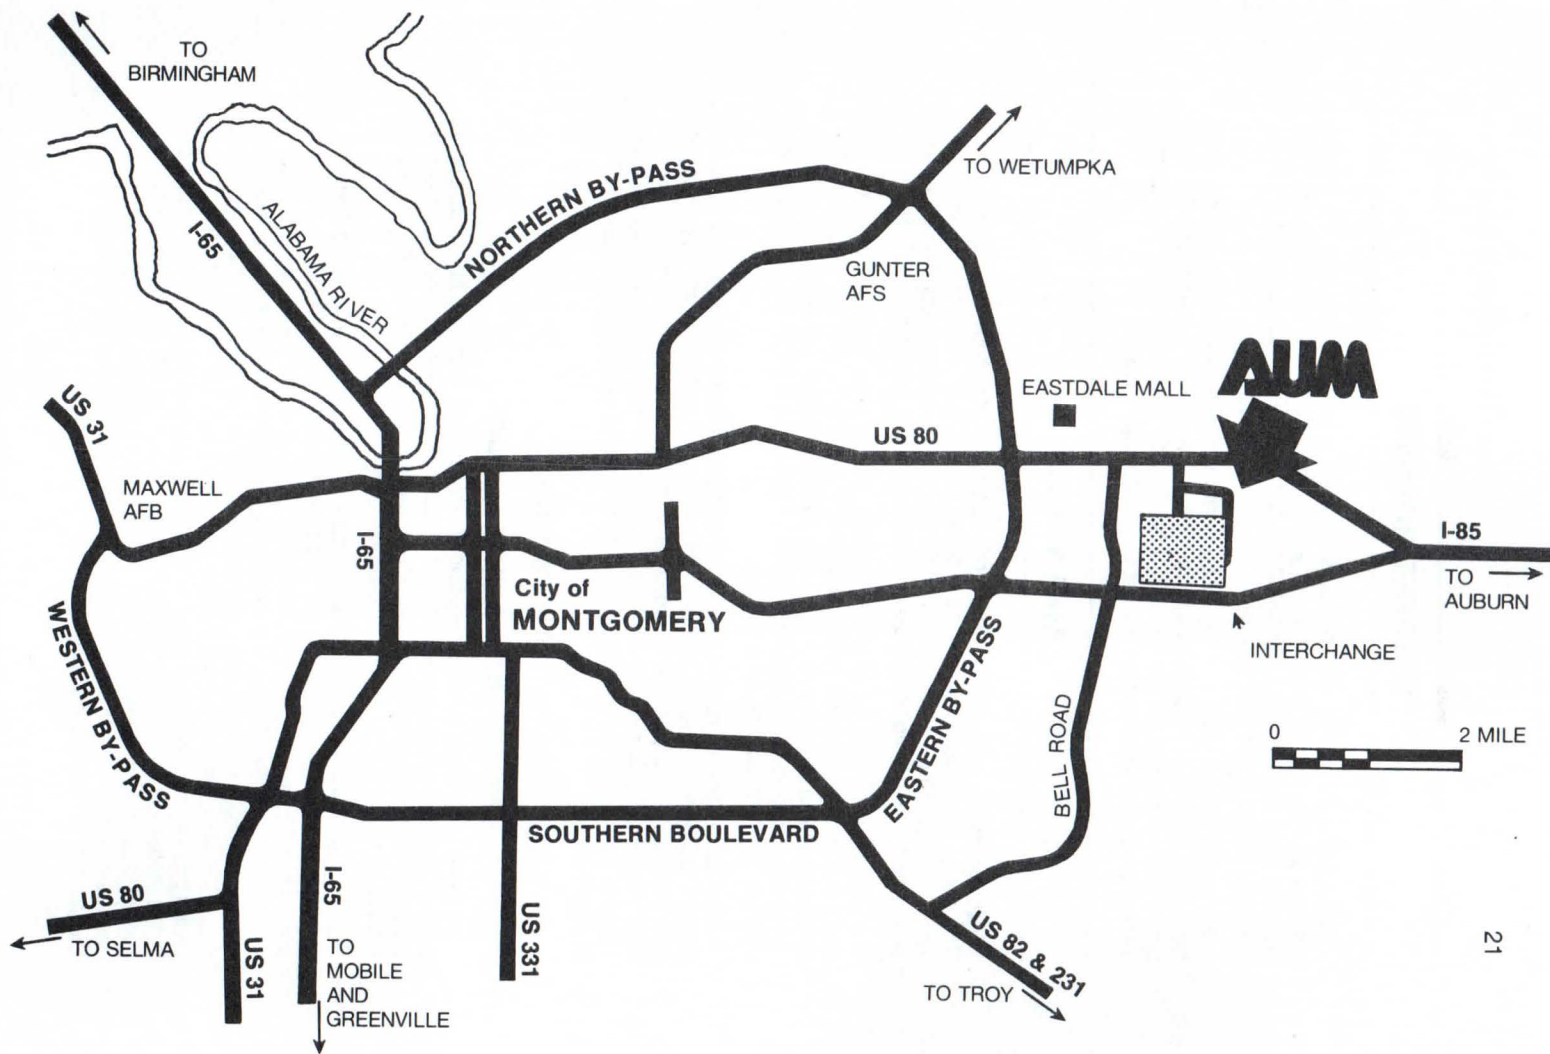 TO
BIRMINGHAM
I-65
ALABAMA RIVER
NORTHERN BY-PASS
TO WETUMPKA
GUNTER
AFS
AUM
EASTDALE MALL
US 80
US 31
MAXWELL
AFB
I-65
City of
MONTGOMERY
I-85
TO
AUBURN
INTERCHANGE
WESTERN BY-PASS
EASTERN BY-PASS
BELL ROAD
0 2 MILE
SOUTHERN BOULEVARD
US 80
TO SELMA
US 31
I-65
TO
MOBILE
AND
GREENVILLE
US 331
US 82 & 231
TO TROY
21